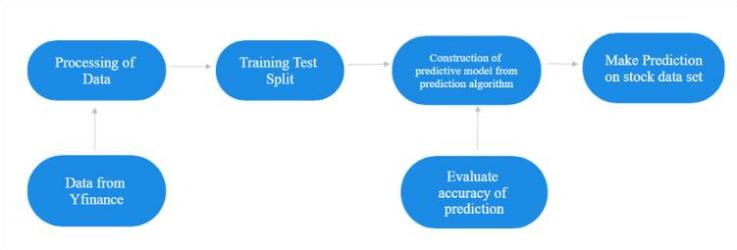 Processing of
Data
Training Test
Split
Construction of
predictive model from
prediction algorithm
Make Prediction
on stock data set
Data from
Yfinance
Evaluate
accuracy of
prediction